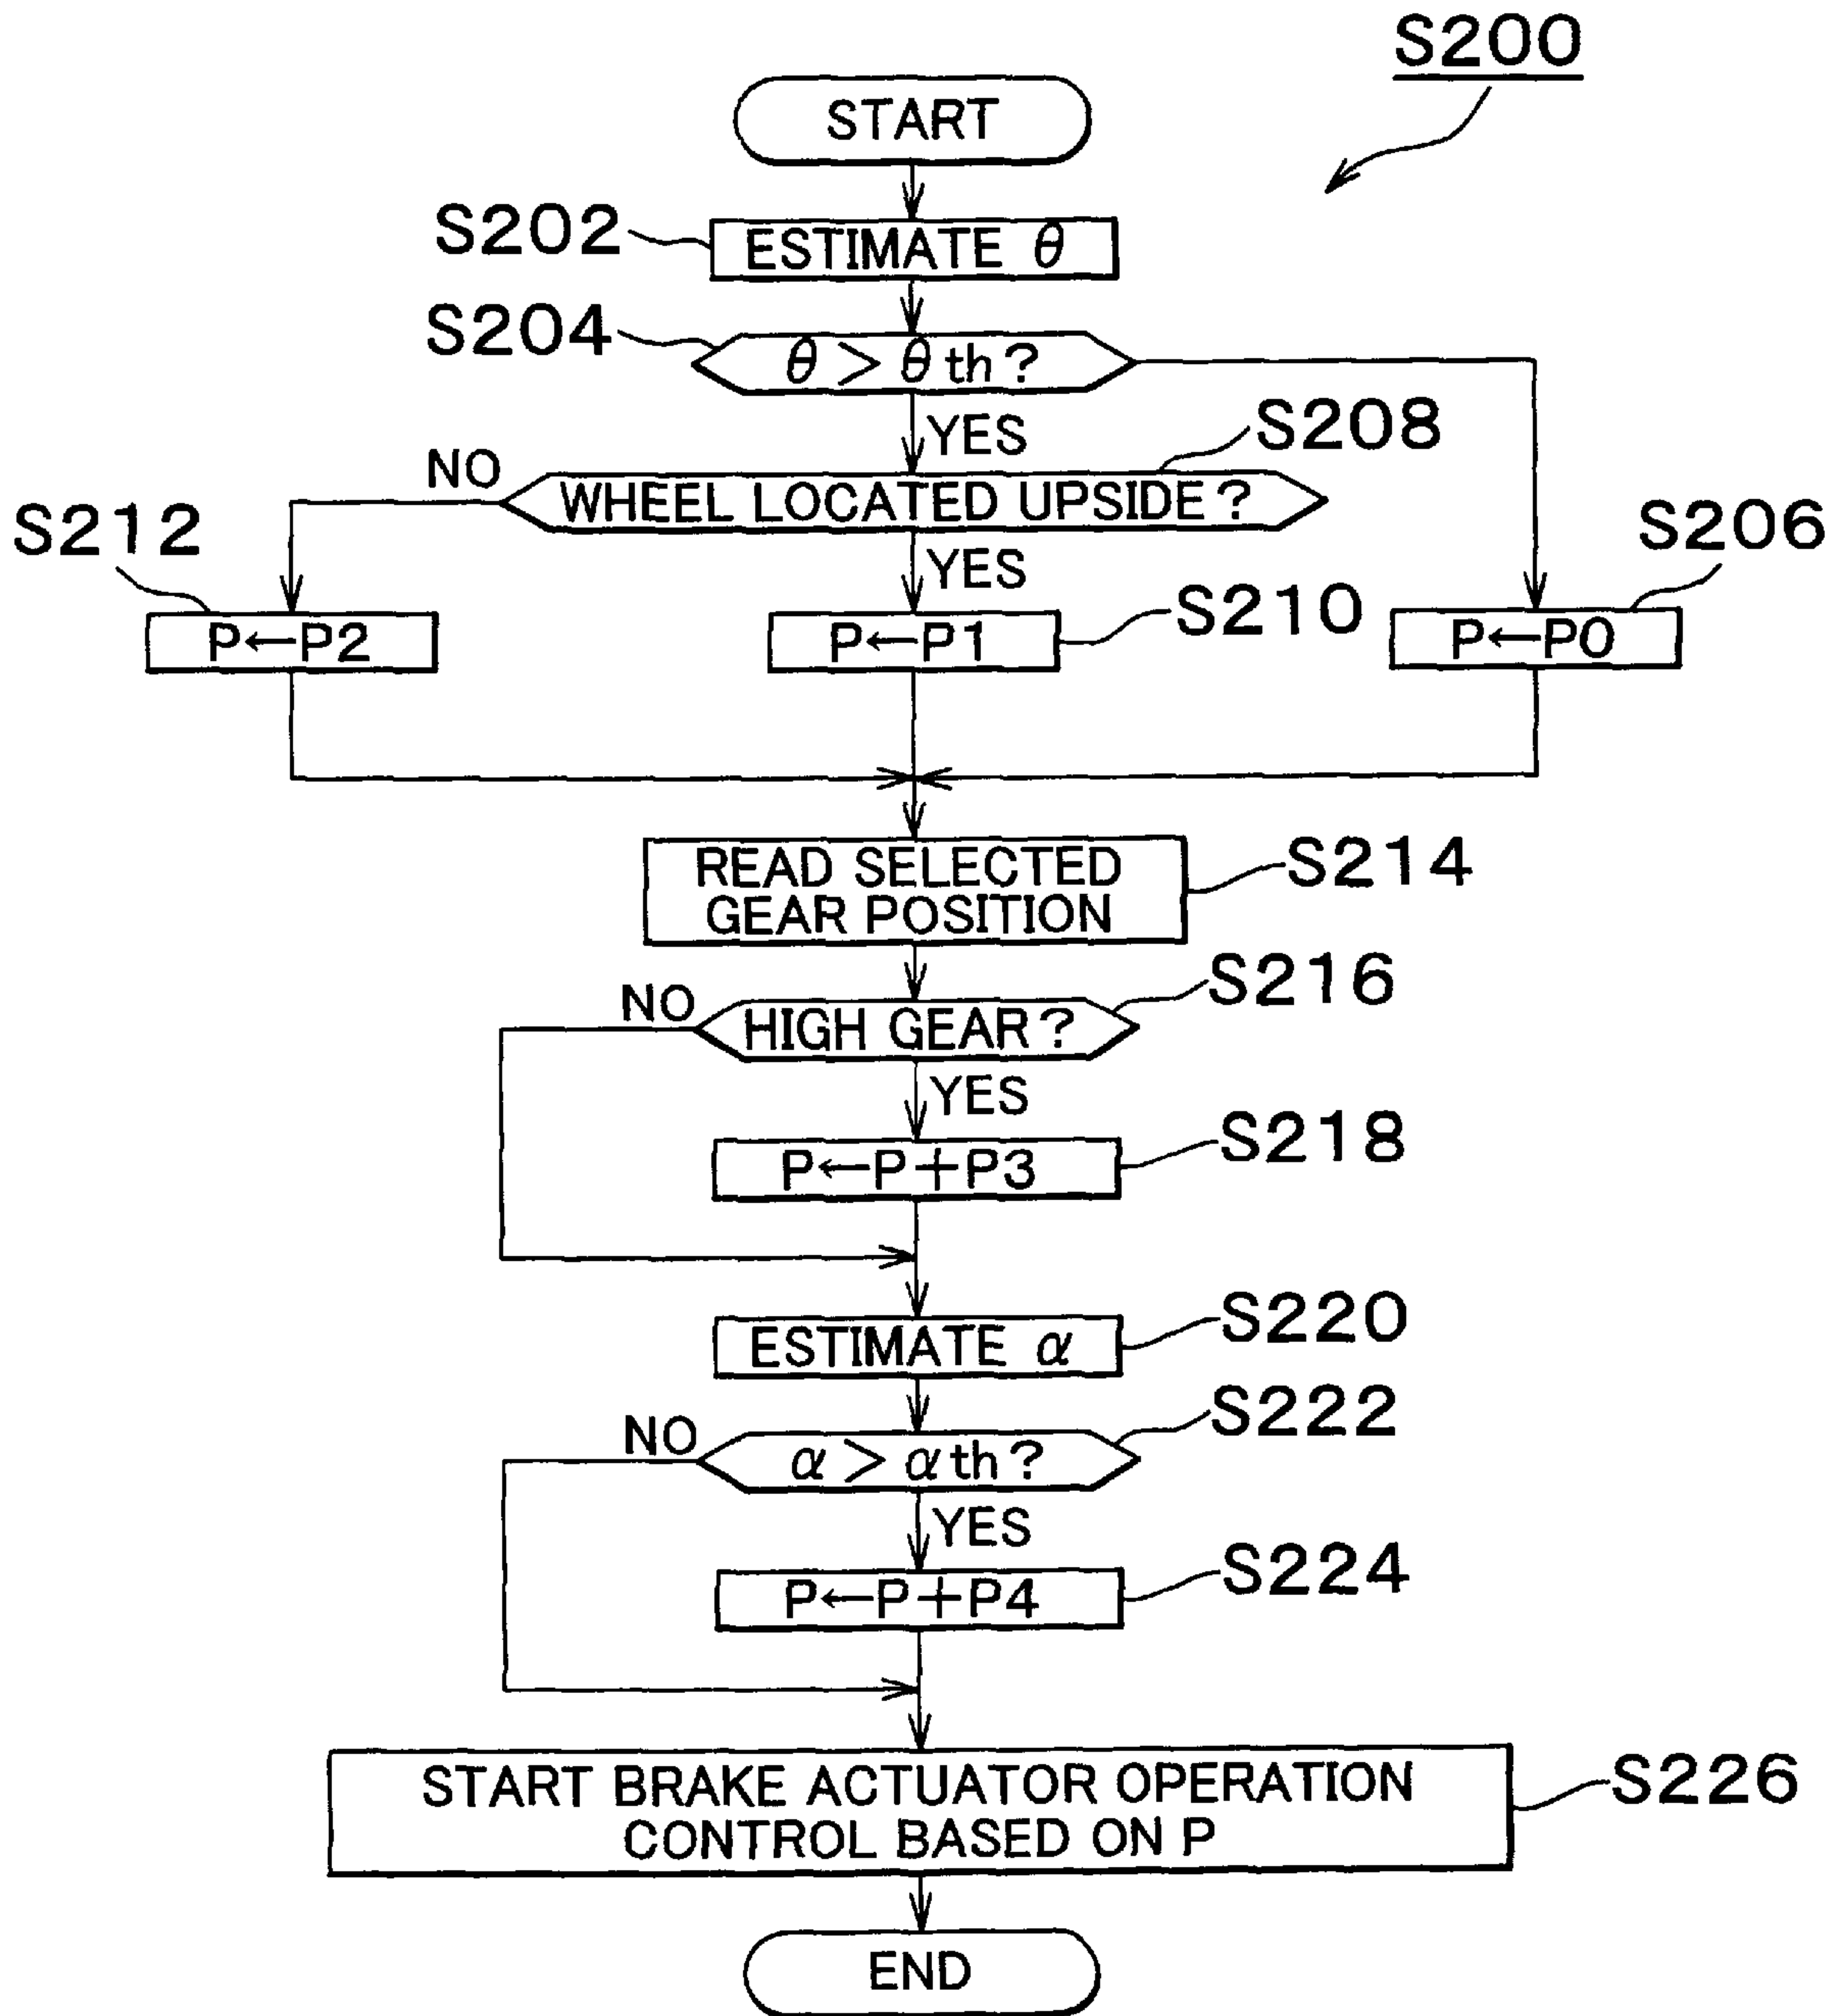 S200
START
S202
ESTIMATE θ
S204
θ > θ th ?
YES
S208
NO
WHEEL LOCATED UPSIDE ?
S212
S206
YES
S210
P←P2
P←P1
P←P0
READ SELECTED
GEAR POSITION
S214
S216
NO
HIGH GEAR ?
YES
S218
P←P+P3
S220
ESTIMATE α
S222
NO
α > α th ?
YES
S224
P←P+P4
START BRAKE ACTUATOR OPERATION
CONTROL BASED ON P
S226
END